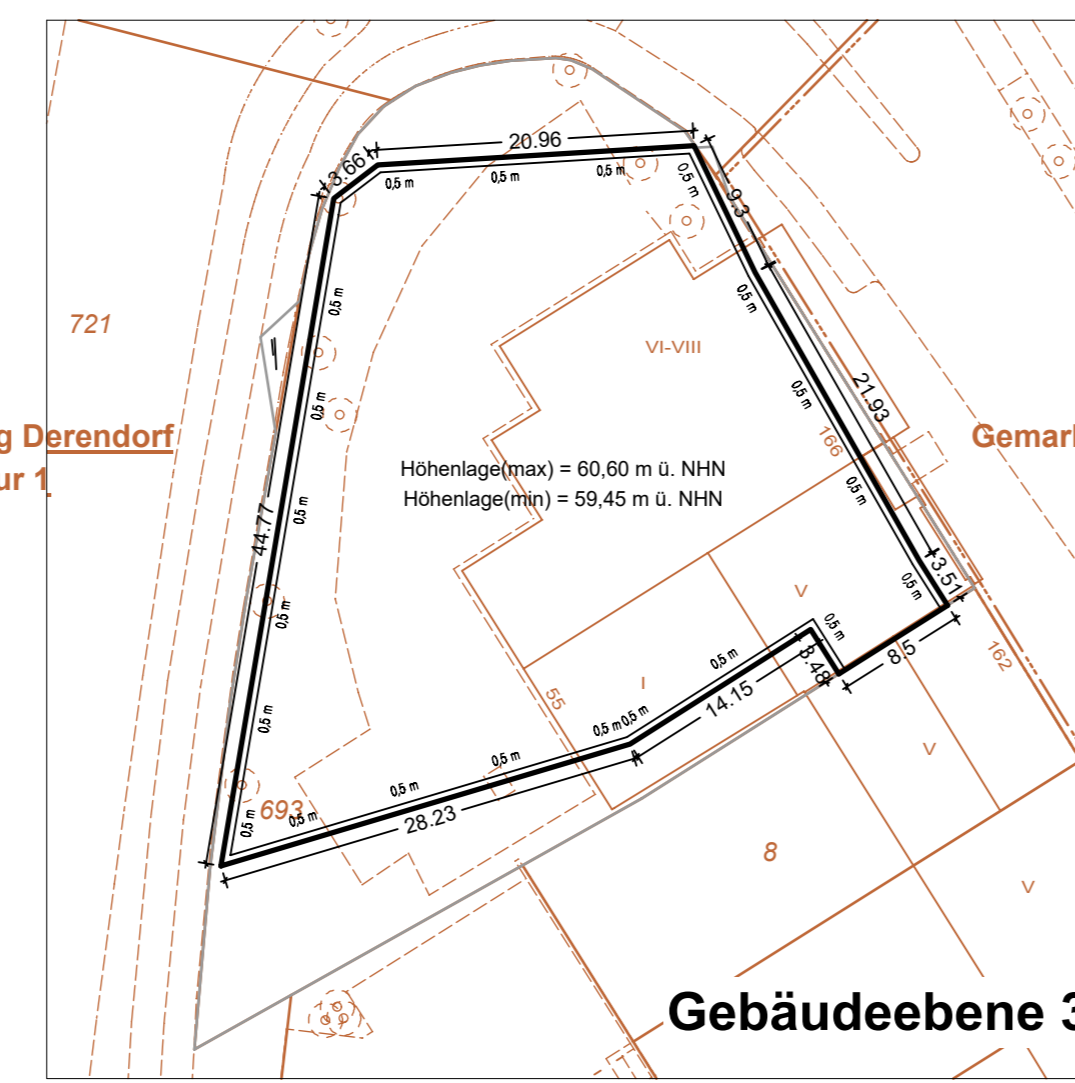 20.96
3.66
0,5 m
0,5 m
0,5 m
0,5 m
9.3
0,5 m
0,5 m
721
VI-VIII
0,5 m
0,5 m
21.93
g Derendorf
ur 1
166
Gemark
Höhenlage(max) = 60,60 m ü. NHN
Höhenlage(min) = 59,45 m ü. NHN
0,5 m
0,5 m
44.77
3.51
0,5 m
0,5 m
V
0,5 m
8.5
162
3.48
0,5 m
I
14.15
55
0,5 m
0,5 m
0,5 m
0,5 m
0,5 m
V
693
0,5 m
0,5 m
28.23
8
V
Gebäudeebene 3